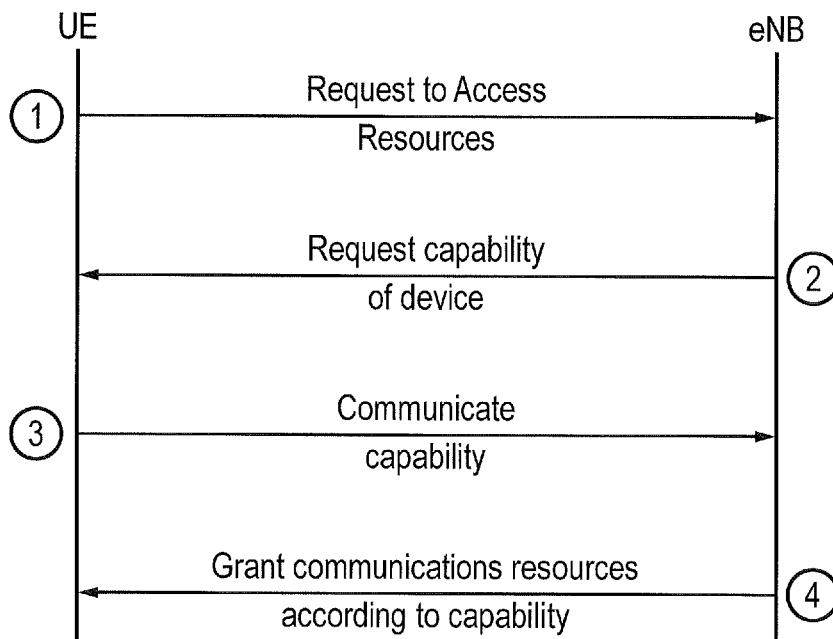 UE
eNB
1
Request to Access
Resources
Request capability
of device
2
3
Communicate
capability
Grant communications resources
according to capability
4